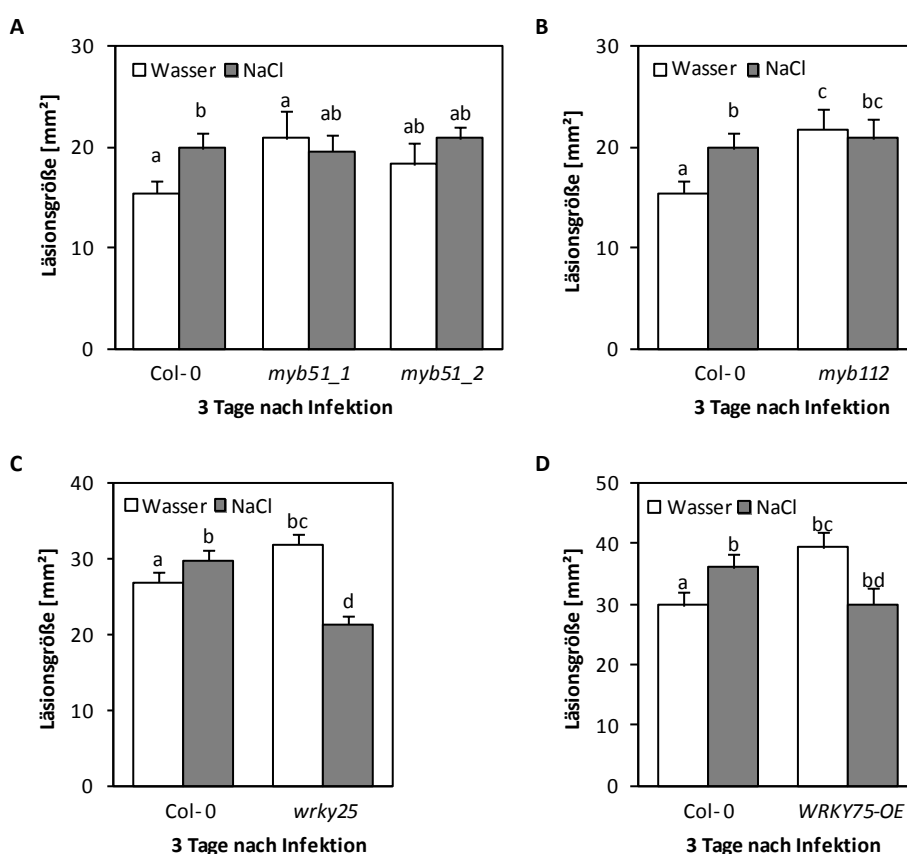 A
30
20
10
0
Läsionsgröße [mm²]
Wasser NaCl
a b a ab ab ab
Col-0 myb51_1 myb51_2
3 Tage nach Infektion
B
30
20
10
0
Läsionsgröße [mm²]
Wasser NaCl
a b c bc
Col-0 myb112
3 Tage nach Infektion
C
40
30
20
10
0
Läsionsgröße [mm²]
Wasser NaCl
a b bc d
Col-0 wrky25
3 Tage nach Infektion
D
50
40
30
20
10
0
Läsionsgröße [mm²]
Wasser NaCl
a b bc bd
Col-0 WRKY75-OE
3 Tage nach Infektion